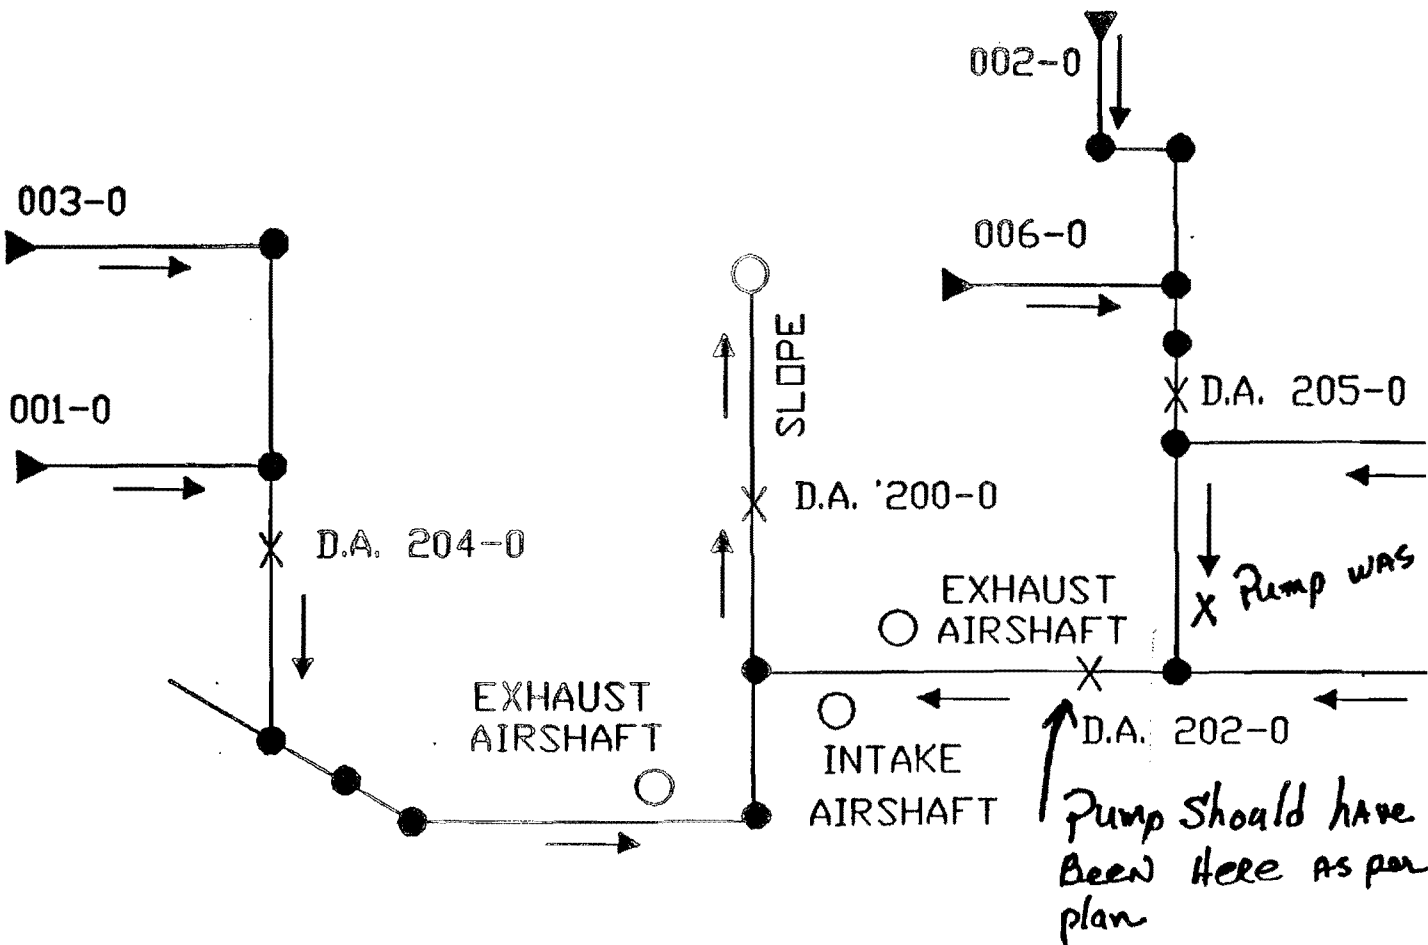 002-0
003-0
006-0
SLOPE
001-0
D.A. 205-0
D.A. '200-0
D.A. 204-0
Pump WAS
EXHAUST
AIRSHAFT
EXHAUST
AIRSHAFT
D.A. 202-0
INTAKE
AIRSHAFT
Pump Should hAve
BeeN HeRe As per
plan